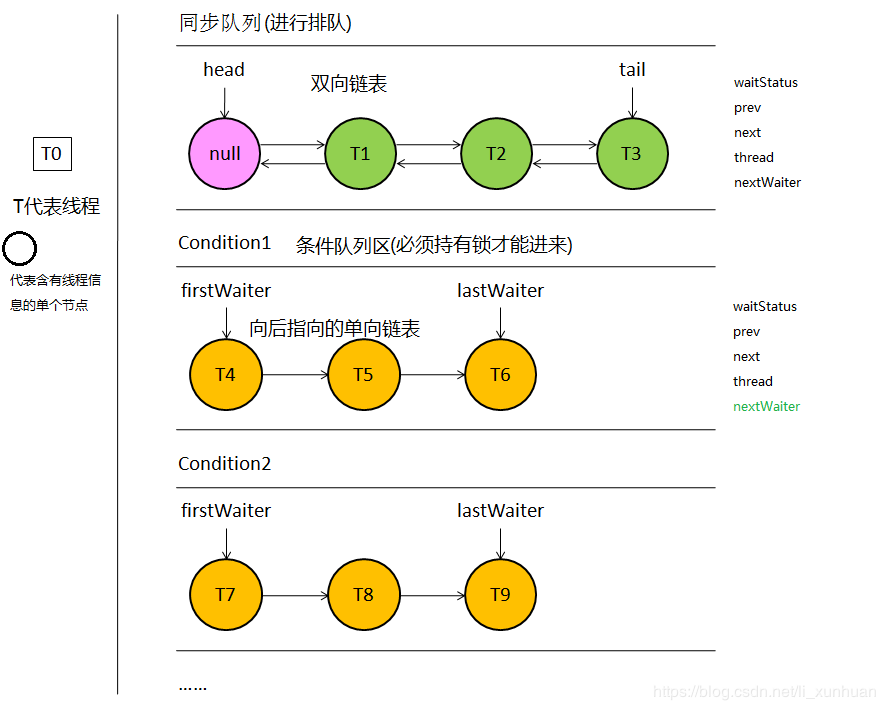 同步队列(进行排队)
head
双向链表
tail
null
T1
T2
T3
waitStatus
prev
next
thread
nextWaiter
T0
T代表线程
代表含有线程信
息的单个节点
Condition1 条件队列区(必须持有锁才能进来)
firstWaiter
lastWaiter
向后指向的单向链表
T4
T5
T6
waitStatus
prev
next
thread
nextWaiter
Condition2
firstWaiter
lastWaiter
T7
T8
T9
……
https://blog.csdn.net/li_xunhuan